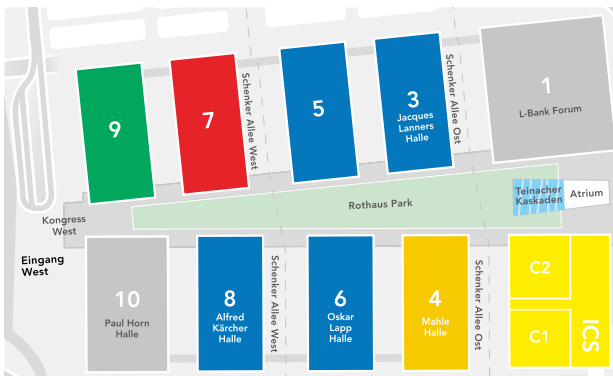 9
7
Schenker Allee West
5
3
Jacques
Lanners
Halle
Schenker Allee Ost
1
L-Bank Forum
Rothaus Park
Teinacher
Kaskaden
Atrium
Kongress
West
Eingang
West
10
Paul Horn
Halle
8
Alfred
Kärcher
Halle
Schenker Allee West
6
Oskar
Lapp
Halle
4
Mahle
Halle
Schenker Allee Ost
C2
C1
ICS